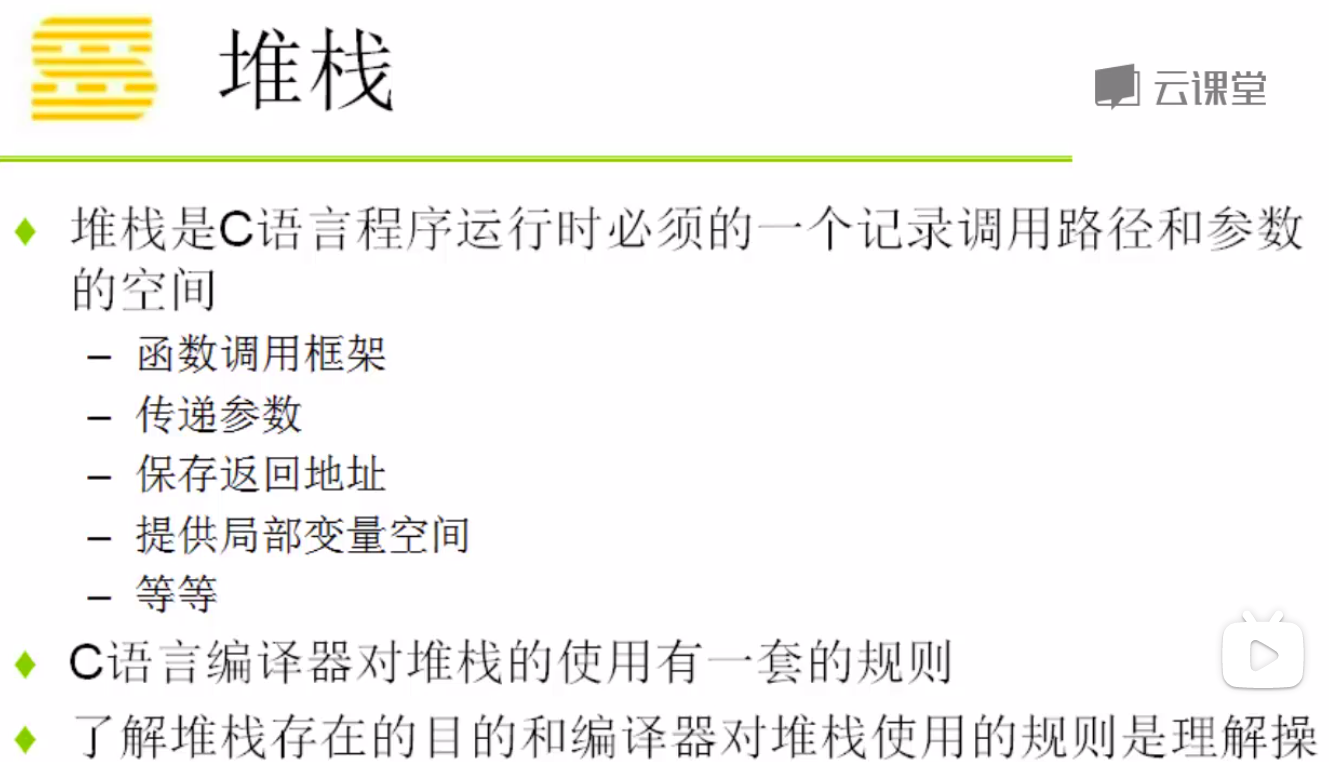 堆栈
云课堂
堆栈是C语言程序运行时必须的一个记录调用路径和参数
的空间
– 函数调用框架
– 传递参数
– 保存返回地址
– 提供局部变量空间
– 等等
C语言编译器对堆栈的使用有一套的规则
了解堆栈存在的目的和编译器对堆栈使用的规则是理解操